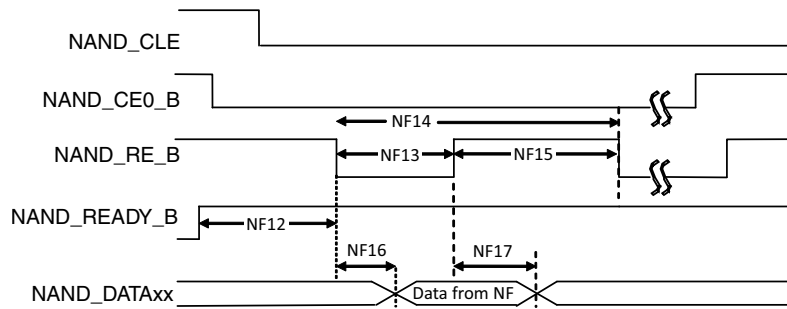 NAND_CLE
NAND_CE0_B
NF14
NAND_RE_B
NF13
NF15
NAND_READY_B
NF12
NF16
NF17
NAND_DATAxx
Data from NF